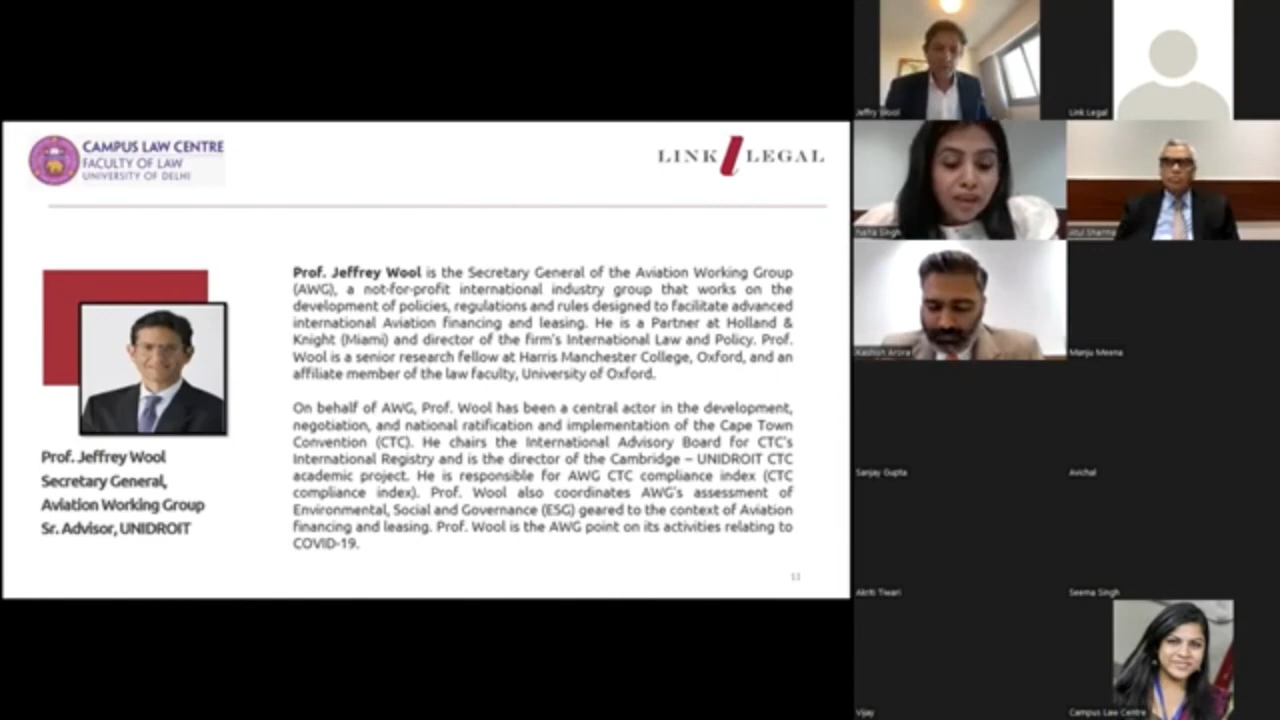 CAMPUS LAW CENTRE
FACULTY OF LAW
UNIVERSITY OF DELHI
LINK LEGAL
Prof. Jeffrey Wool
Secretary General,
Aviation Working Group
Sr. Advisor, UNIDROIT
Prof. Jeffrey Wool is the Secretary General of the Aviation Working Group
(AWG), a not-for-profit international industry group that works on the
development of policies, regulations and rules designed to facilitate advanced
international Aviation financing and leasing. He is a Partner at Holland &
Knight (Miami) and director of the firm's International Law and Policy. Prof.
Wool is a senior research fellow at Harris Manchester College, Oxford, and an
affiliate member of the law faculty, University of Oxford.
On behalf of AWG, Prof. Wool has been a central actor in the development,
negotiation, and national ratification and implementation of the Cape Town
Convention (CTC). He chairs the International Advisory Board for CTC's
International Registry and is the director of the Cambridge – UNIDROIT CTC
academic project. He is responsible for AWG CTC compliance index (CTC
compliance index). Prof. Wool also coordinates AWG's assessment of
Environmental, Social and Governance (ESG) geared to the context of Aviation
financing and leasing. Prof. Wool is the AWG point on its activities relating to
COVID-19.
11
Jeffry Wool
Link Legal
Singh
Atul Sharma
Kashish Arora
Manju Meena
Sanjay Gupta
Avichal
Akriti Tiwari
Seema Singh
Vijay
Campus Law Centre